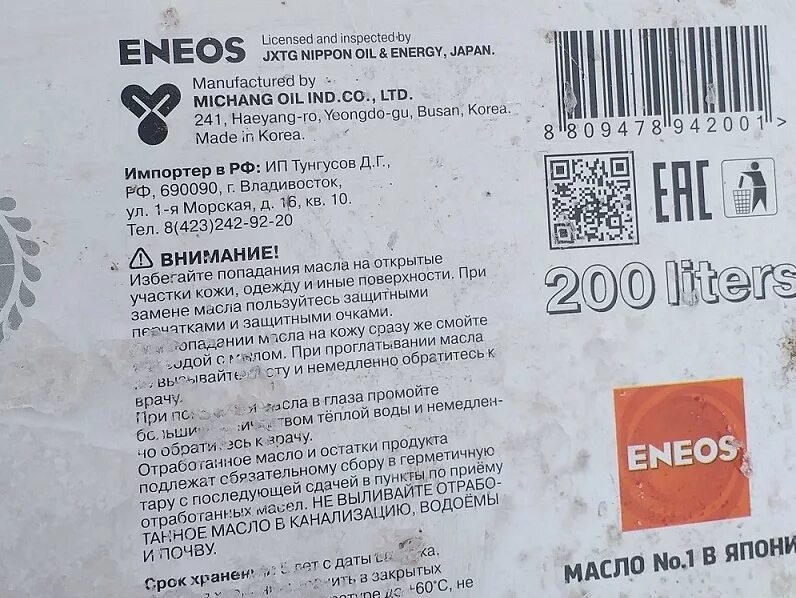 ENEOS
Licensed and inspected by
JXTG NIPPON OIL & ENERGY, JAPAN.
Manufactured by
MICHANG OIL IND.CO., LTD.
241, Haeyang-ro, Yeongdo-gu, Busan, Korea.
Made in Korea.
Импортер в РФ: ИП Тунгусов Д.Г.,
РФ, 690090, г. Владивосток,
ул. 1-я Морская, д. 16, кв. 10.
Тел. 8(423)242-92-20
ВНИМАНИЕ!
Избегайте попадания масла на открытые
участки кожи, одежду и иные поверхности. При
замене масла пользуйтесь защитными
перчатками и защитными очками.
попадании масла на кожу сразу же смойте
водой с мылом. При проглатывании масла
вызывайте и немедленно обратитесь к
врачу.
При масла в глаза промойте
тёплой воды и немедлен-
но обратитесь к врачу.
Отработанное масло и остатки продукта
подлежат обязательному сбору в герметичную
тару с последующей сдачей в пункты по приёму
отработанных масел. НЕ ВЫЛИВАЙТЕ ОТРАБО-
ТАННОЕ МАСЛО В КАНАЛИЗАЦИЮ, ВОДОЁМЫ
И ПОЧВУ.
Срок лет с даты
в закрытых
+60°C, не
8 809478 942001 >
EAC
200 liters
ENEOS
МАСЛО No.1 В ЯПОНИ